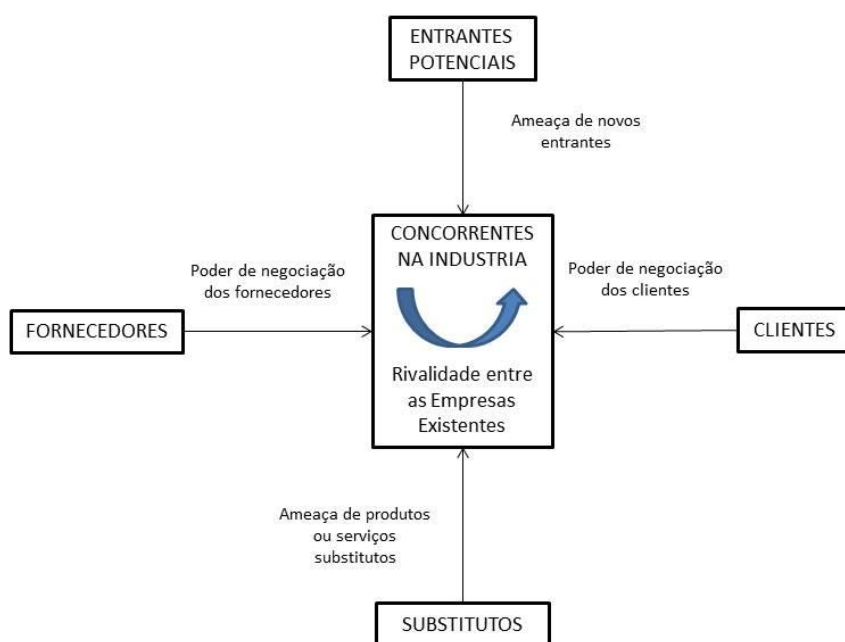 ENTRANTES
POTENCIAIS
Ameaça de novos
entrantes
CONCORRENTES
NA INDUSTRIA
Poder de negociação
dos fornecedores
Poder de negociação
dos clientes
FORNECEDORES
CLIENTES
Rivalidade entre
as Empresas
Existentes
Ameaça de produtos
ou serviços
substitutos
SUBSTITUTOS